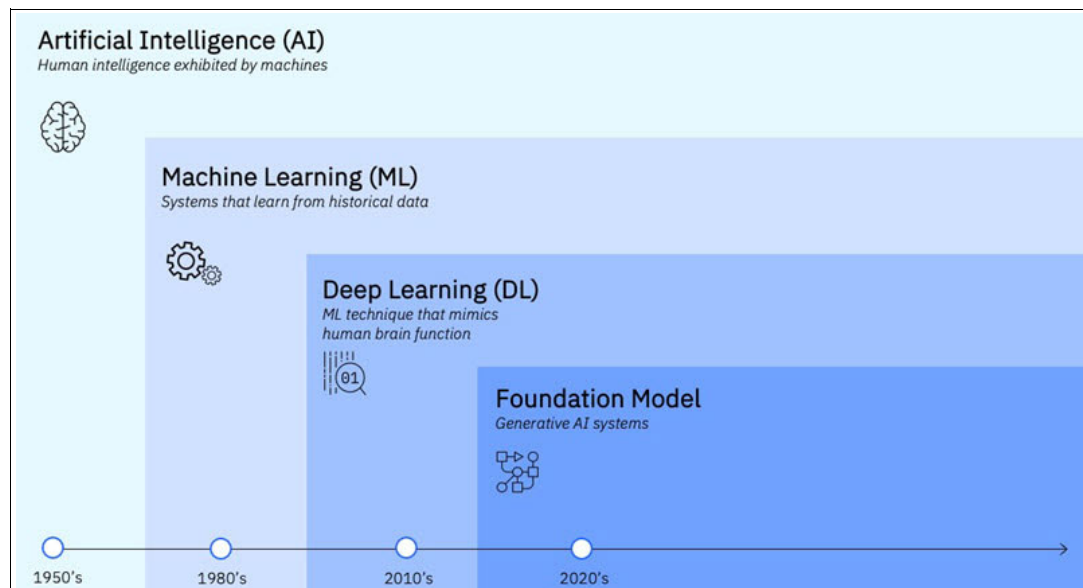 Artificial Intelligence (AI)
Human intelligence exhibited by machines
Machine Learning (ML)
Systems that learn from historical data
Deep Learning (DL)
ML technique that mimics
human brain function
01
Foundation Model
Generative AI systems
1950's
1980's
2010's
2020's